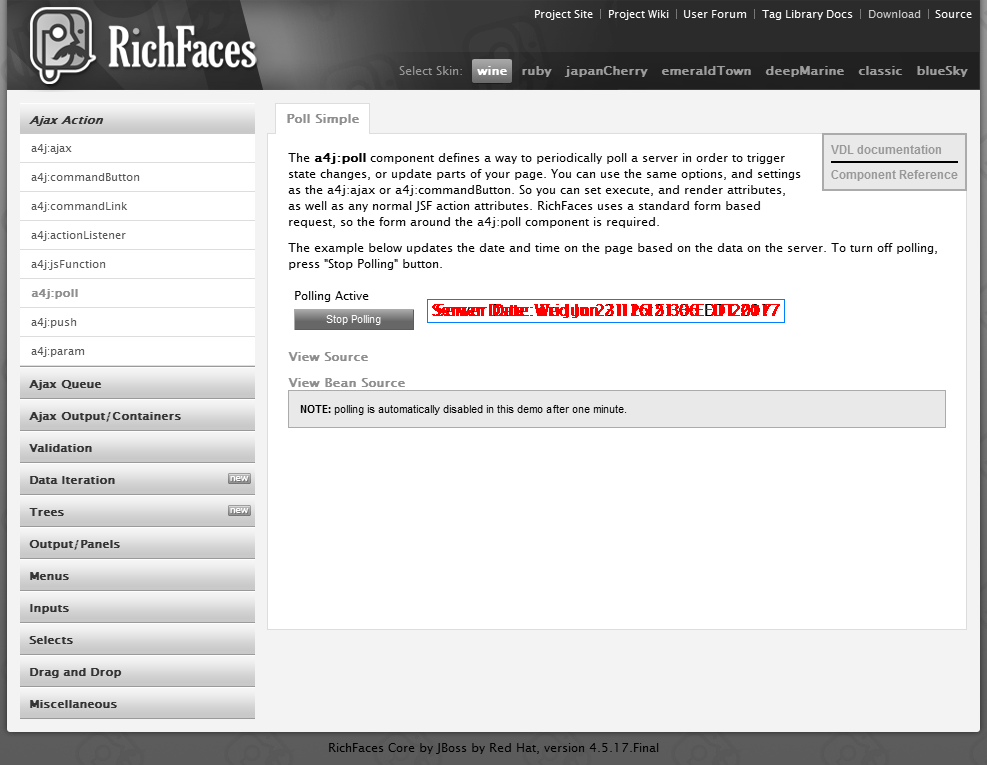 Project Site
Project Wiki
User Forum
Tag Library Docs
Download
Source
RichFaces
Select Skin:
wine
ruby
japanCherry
emeraldTown
deepMarine
classic
blueSky
Ajax Action
a4j:ajax
a4j:commandButton
a4j:commandLink
a4j:actionListener
a4j:jsFunction
a4j:poll
a4j:push
a4j:param
Ajax Queue
Ajax Output/Containers
Validation
Data Iteration new
Trees new
Output/Panels
Menus
Inputs
Selects
Drag and Drop
Miscellaneous
Poll Simple
VDL documentation
Component Reference
The a4j:poll component defines a way to periodically poll a server in order to trigger
state changes, or update parts of your page. You can use the same options, and settings
as the a4j:ajax or a4j:commandButton. So you can set execute, and render attributes,
as well as any normal JSF action attributes. RichFaces uses a standard form based
request, so the form around the a4j:poll component is required.
The example below updates the date and time on the page based on the data on the server. To turn off polling,
press "Stop Polling" button.
Polling Active
Stop Polling
Date:
View Source
View Bean Source
NOTE: polling is automatically disabled in this demo after one minute.
RichFaces Core by JBoss by Red Hat, version 4.5.17.Final